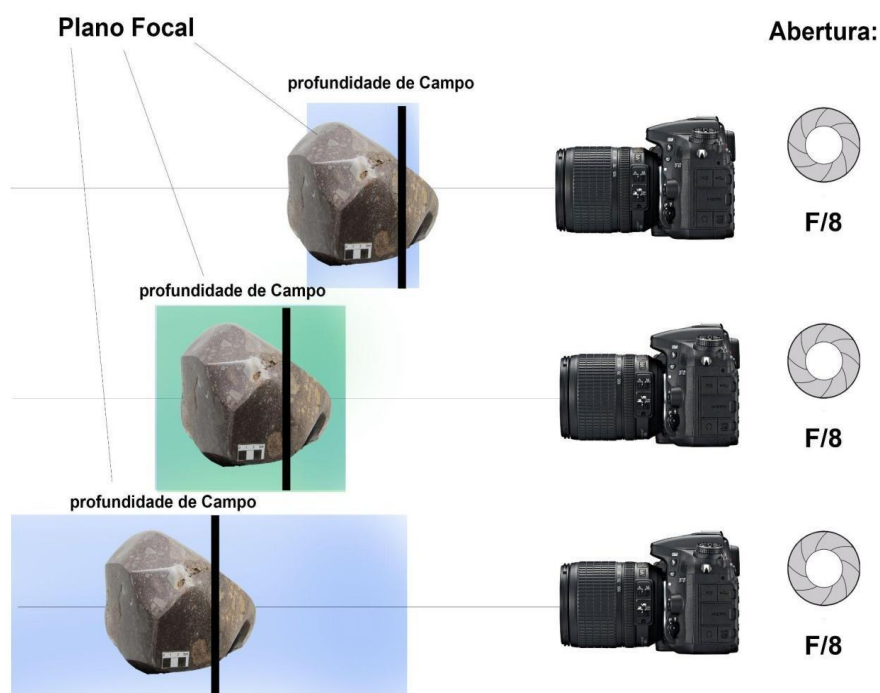 Plano Focal
Abertura:
profundidade de Campo
F/8
profundidade de Campo
F/8
profundidade de Campo
F/8